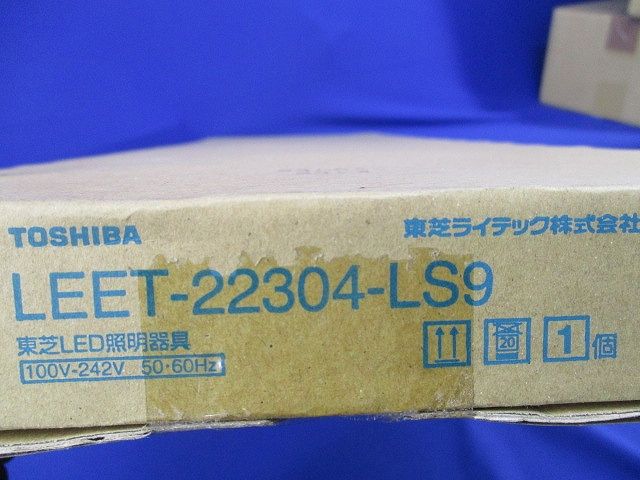 TOSHIBA 東芝ライテック株式会社
LEET-22304-LS9
東芝LED照明器具
100V-242V 50·60Hz
20 1個